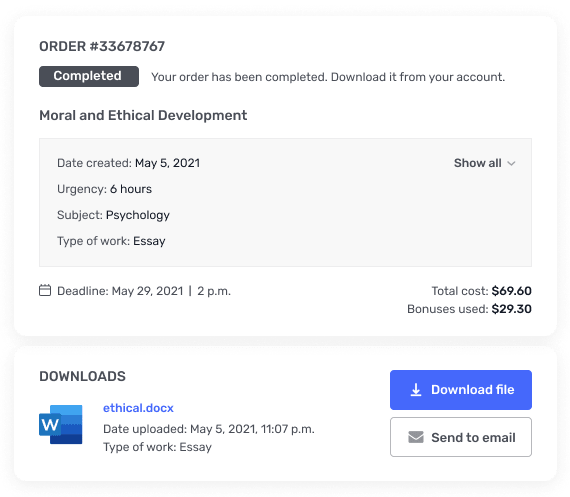 ORDER #33678767
Completed Your order has been completed. Download it from your account.
Moral and Ethical Development
Date created: May 5, 2021 Show all
Urgency: 6 hours
Subject: Psychology
Type of work: Essay
Deadline: May 29, 2021 | 2 p.m. Total cost: $69.60
Bonuses used: $29.30
DOWNLOADS
ethical.docx
Download file
W
Date uploaded: May 5, 2021, 11:07 p.m.
Type of work: Essay
Send to email